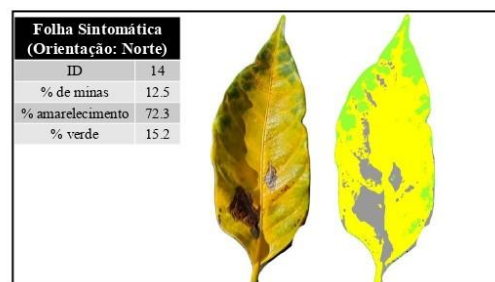 Folha Sintomática
(Orientação: Norte)
ID 14
% de minas 12.5
% amarelecimento 72.3
% verde 15.2